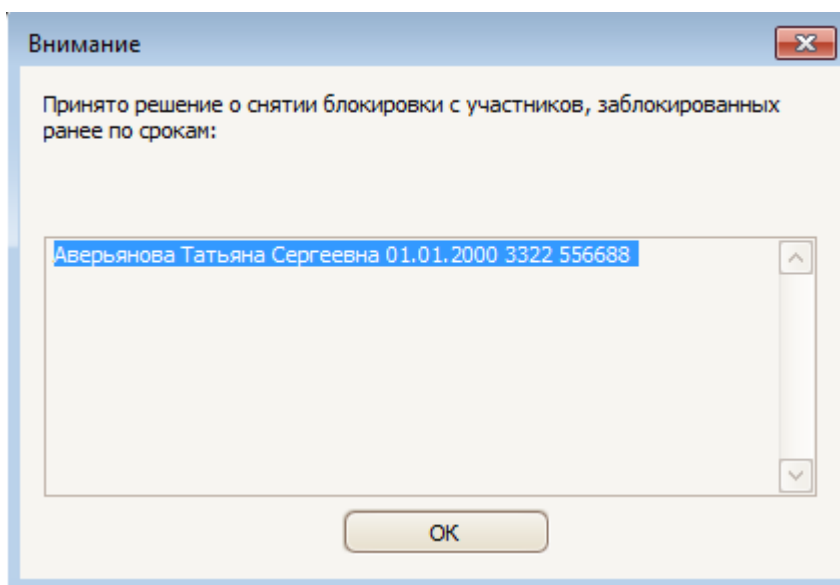 Внимание
Принято решение о снятии блокировки с участников, заблокированных
ранее по срокам:
Аверьянова Татьяна Сергеевна 01.01.2000 3322 556688
OK